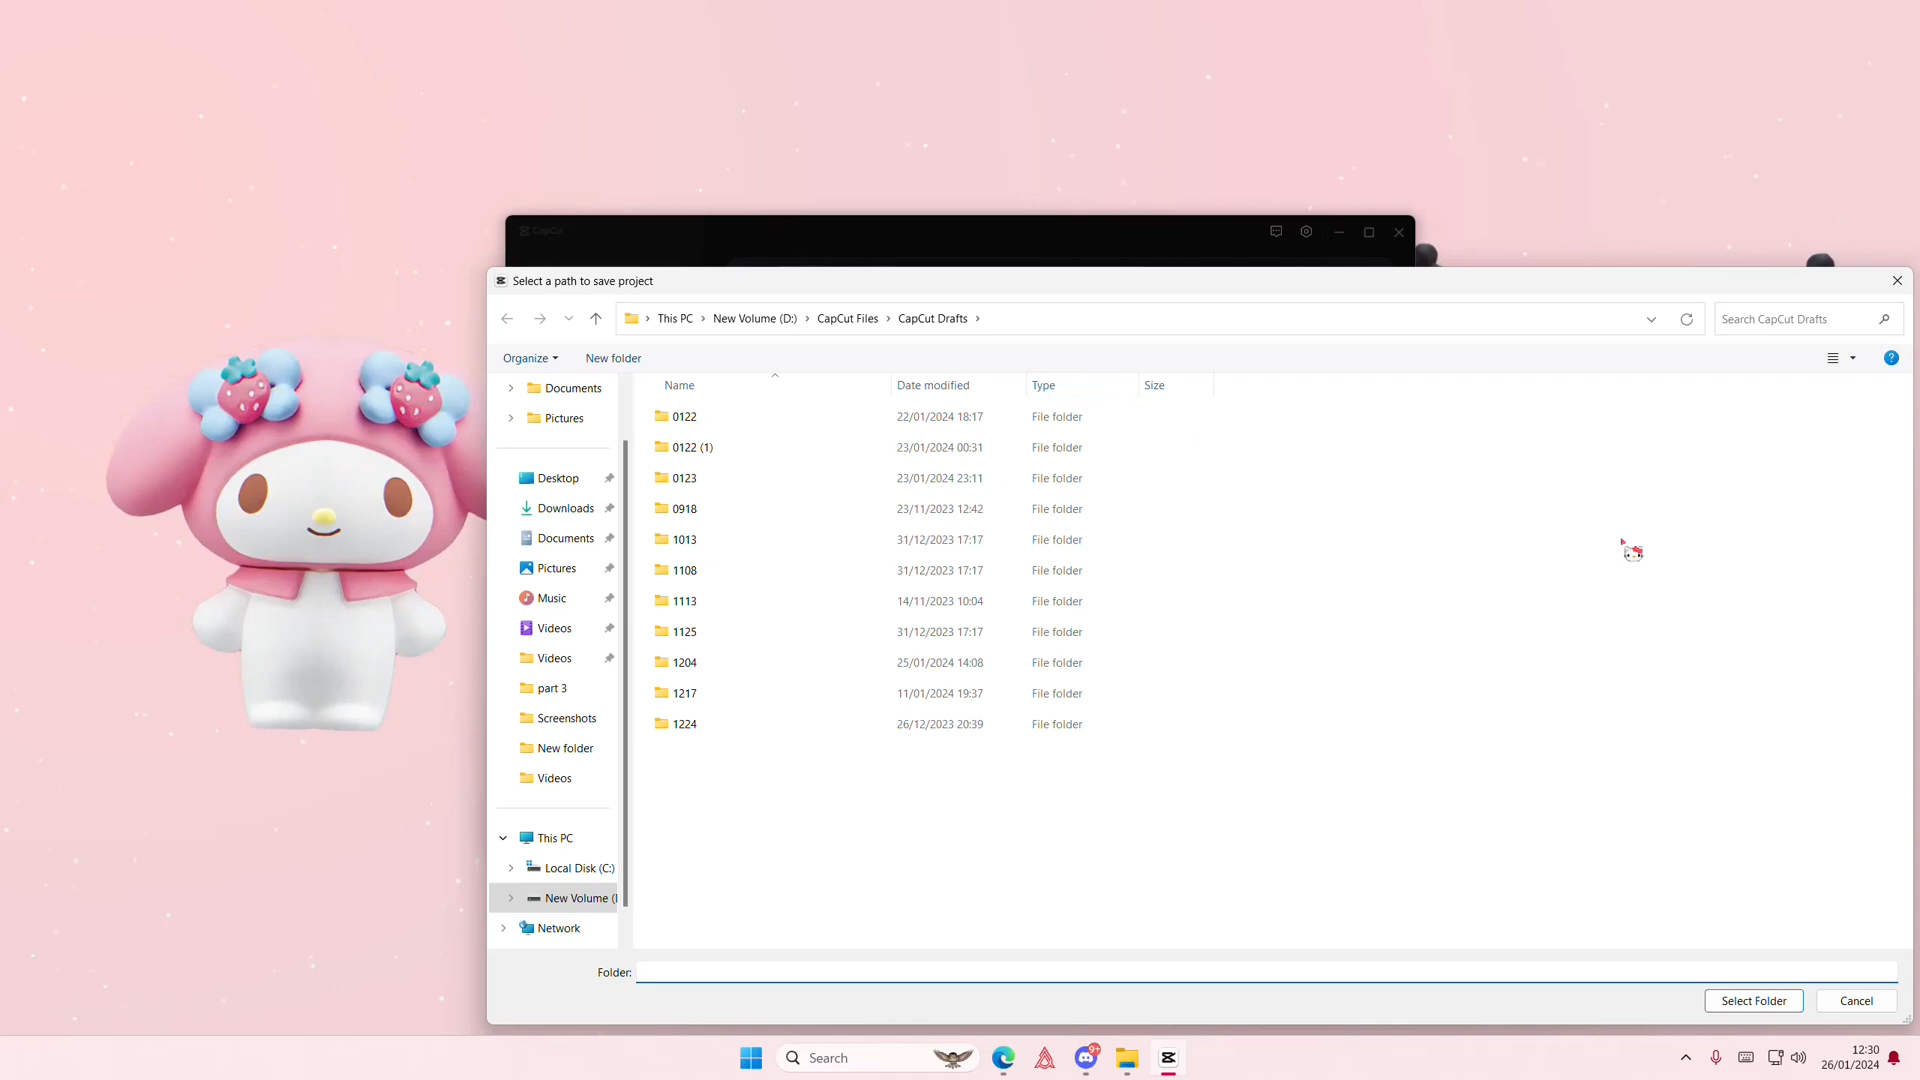 CapCut
Select a path to save project
This PC > New Volume (D:) > CapCut Files > CapCut Drafts >
Search CapCut Drafts
Organize
New folder
Documents
Pictures
Desktop
Downloads
Documents
Pictures
Music
Videos
Videos
part 3
Screenshots
New folder
Videos
This PC
Local Disk (C:)
New Volume (
Network
Name Date modified Type Size
0122 22/01/2024 18:17 File folder
0122 (1) 23/01/2024 00:31 File folder
0123 23/01/2024 23:11 File folder
0918 23/11/2023 12:42 File folder
1013 31/12/2023 17:17 File folder
1108 31/12/2023 17:17 File folder
1113 14/11/2023 10:04 File folder
1125 31/12/2023 17:17 File folder
1204 25/01/2024 14:08 File folder
1217 11/01/2024 19:37 File folder
1224 26/12/2023 20:39 File folder
Folder:
Select Folder
Cancel
Search
9+
12:30
26/01/2024